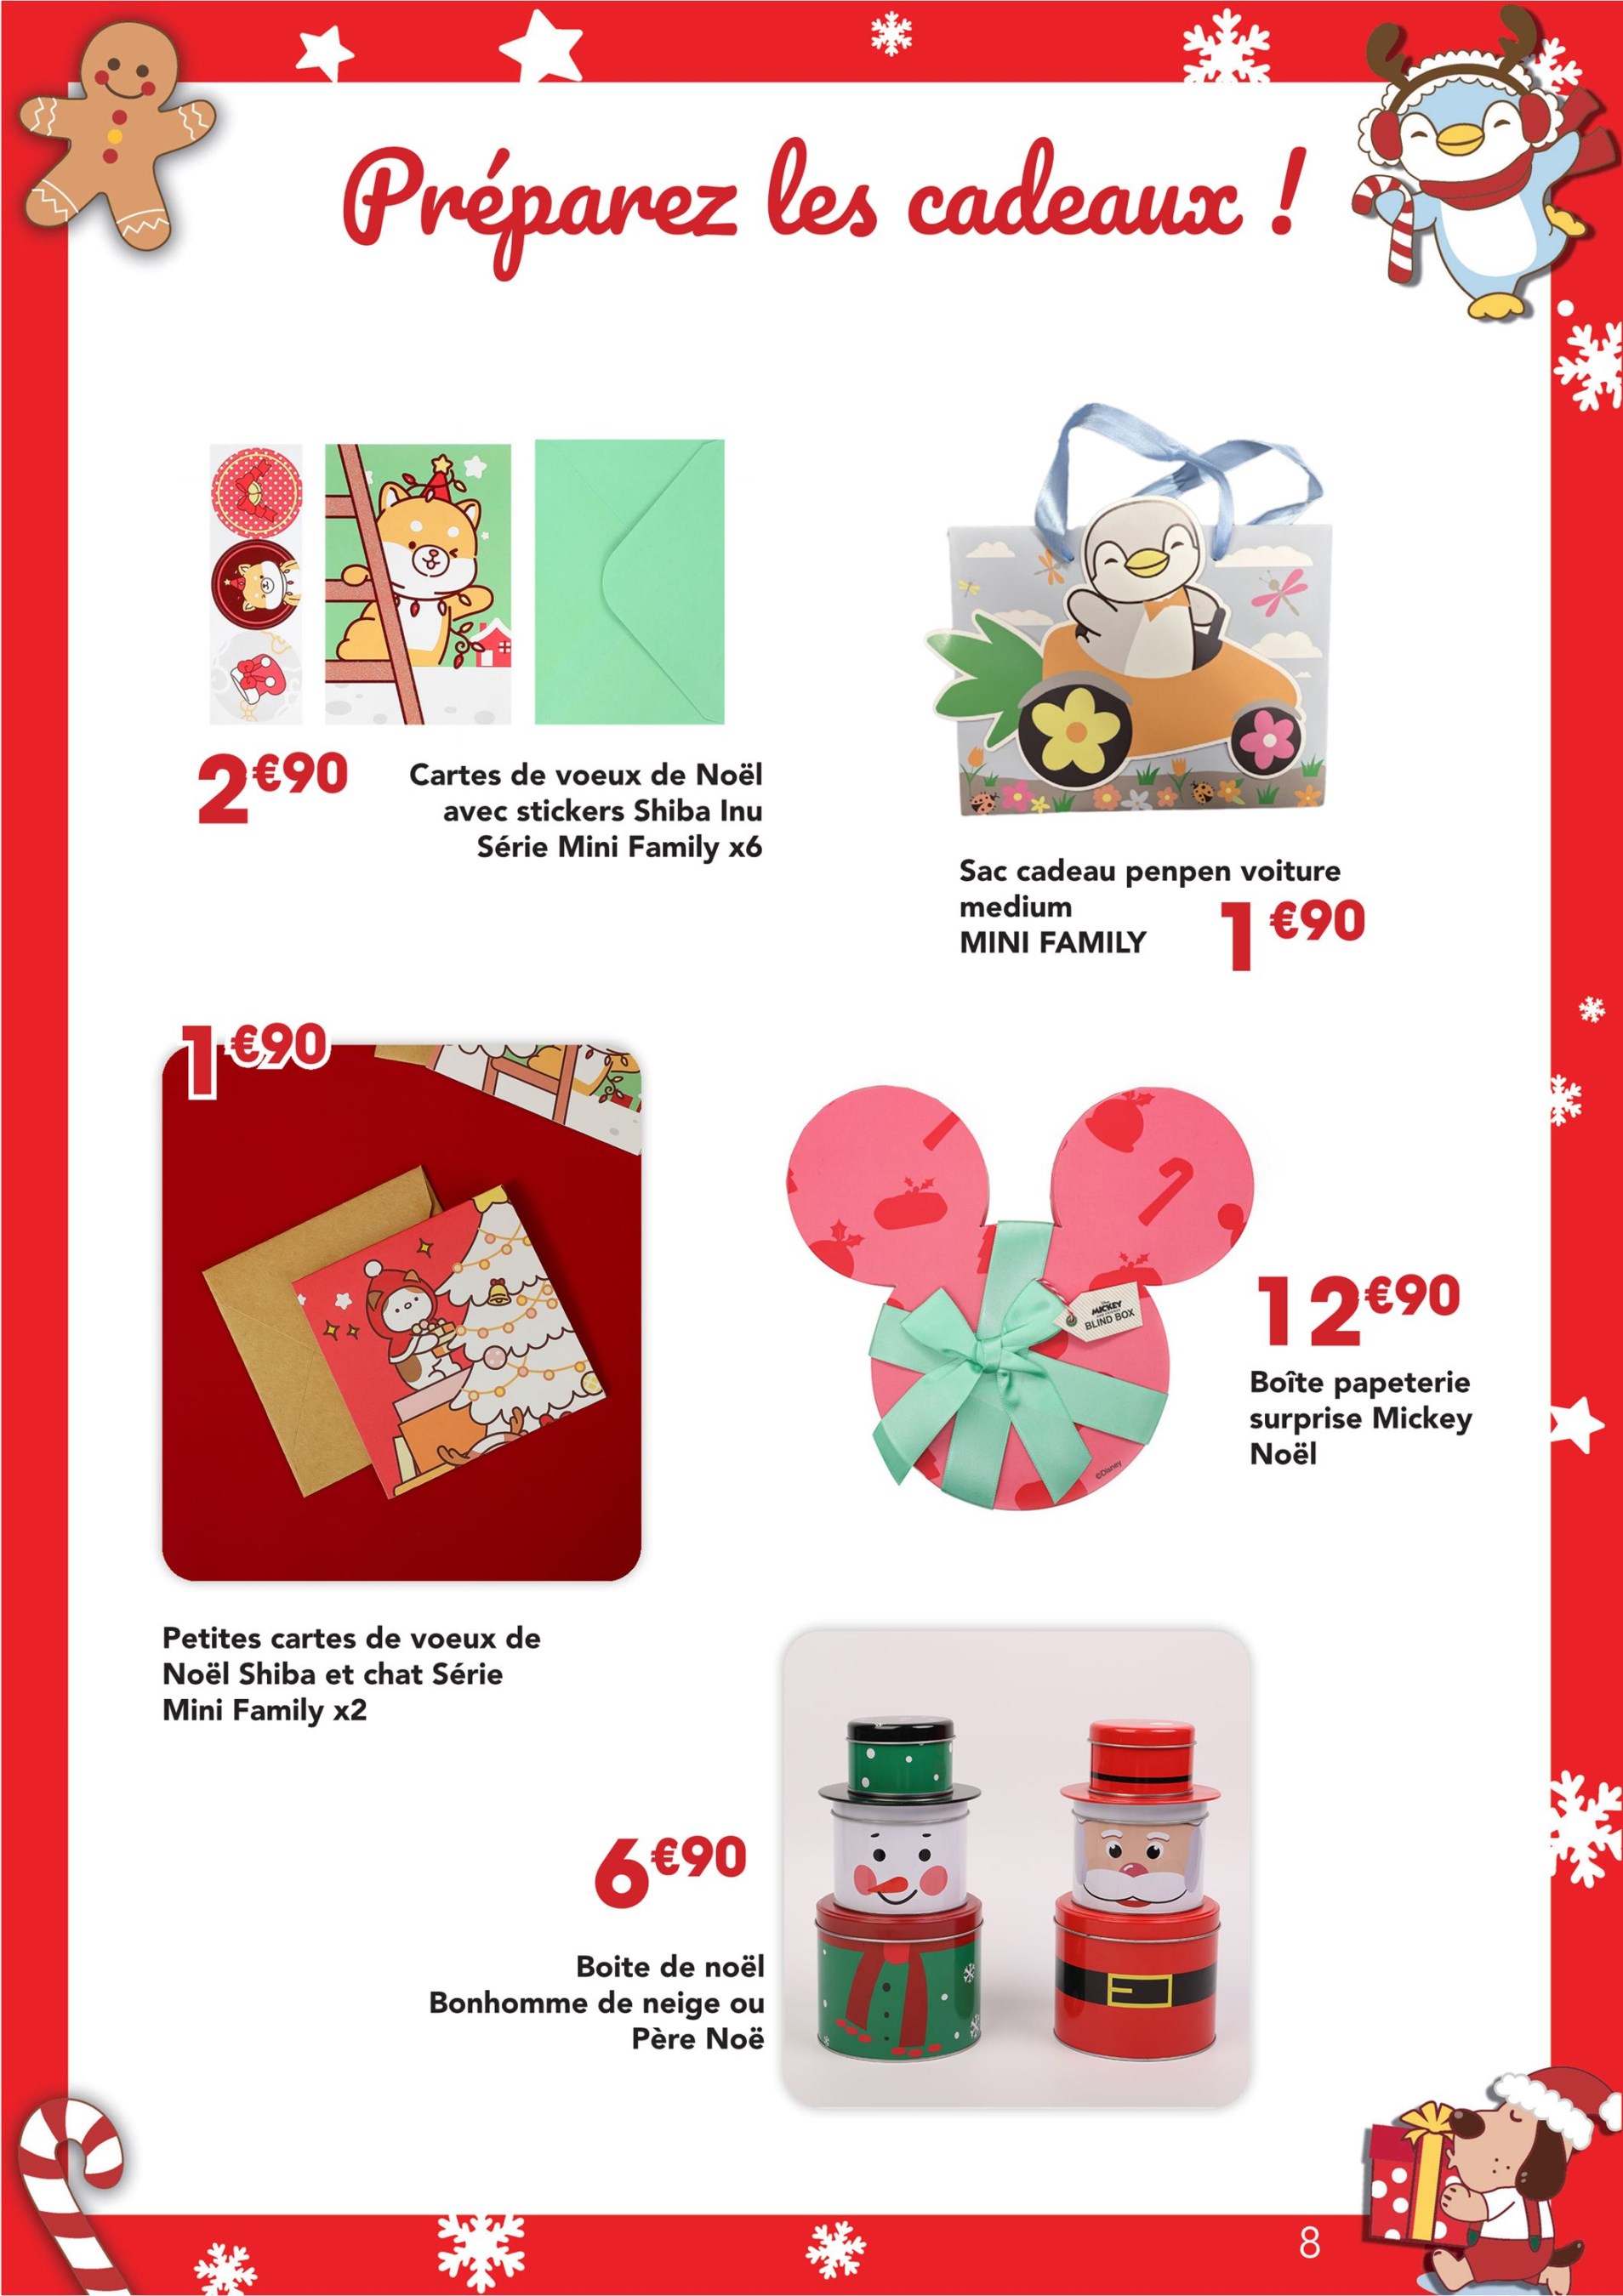 Préparez les cadeaux !
2€90
Cartes de voeux de Noël
avec stickers Shiba Inu
Série Mini Family x6
Sac cadeau penpen voiture
medium
MINI FAMILY
1€90
1€90
MICKEY
BLIND BOX
©Disney
12€90
Boîte papeterie
surprise Mickey
Noël
Petites cartes de voeux de
Noël Shiba et chat Série
Mini Family x2
6€90
Boite de noël
Bonhomme de neige ou
Père Noë
8